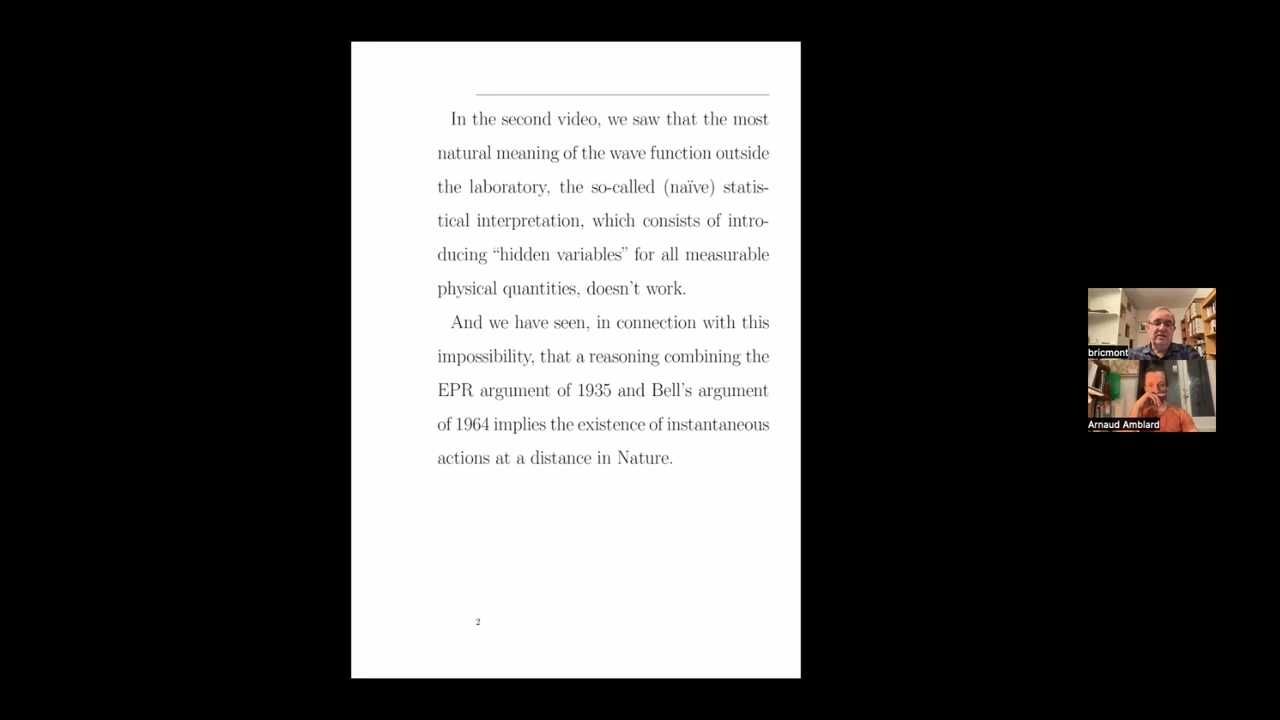 In the second video, we saw that the most
natural meaning of the wave function outside
the laboratory, the so-called (naïve) statis-
tical interpretation, which consists of intro-
ducing “hidden variables” for all measurable
physical quantities, doesn’t work.
And we have seen, in connection with this
impossibility, that a reasoning combining the
EPR argument of 1935 and Bell’s argument
of 1964 implies the existence of instantaneous
actions at a distance in Nature.
2
bricmont
Arnaud Amblard